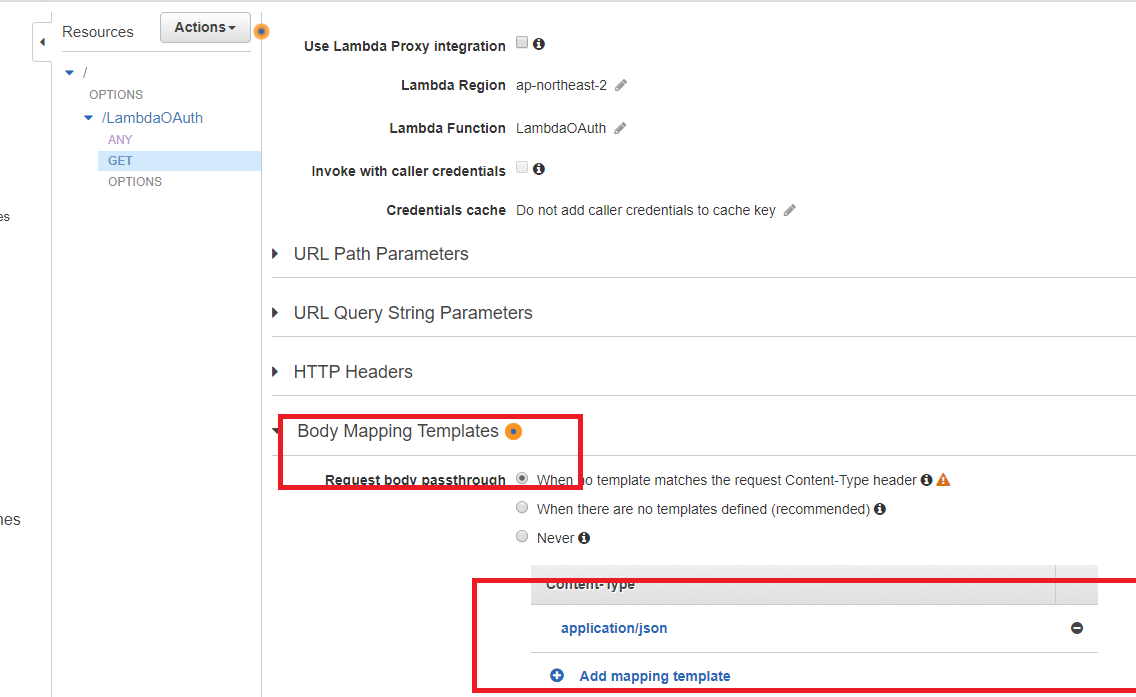 Resources
Actions
/
OPTIONS
/LambdaOAuth
ANY
GET
OPTIONS
es
nes
Use Lambda Proxy integration
Lambda Region ap-northeast-2
Lambda Function LambdaOAuth
Invoke with caller credentials
Credentials cache Do not add caller credentials to cache key
URL Path Parameters
URL Query String Parameters
HTTP Headers
Body Mapping Templates
Request body passthrough When no template matches the request Content-Type header
When there are no templates defined (recommended)
Never
Content-Type
application/json
Add mapping template